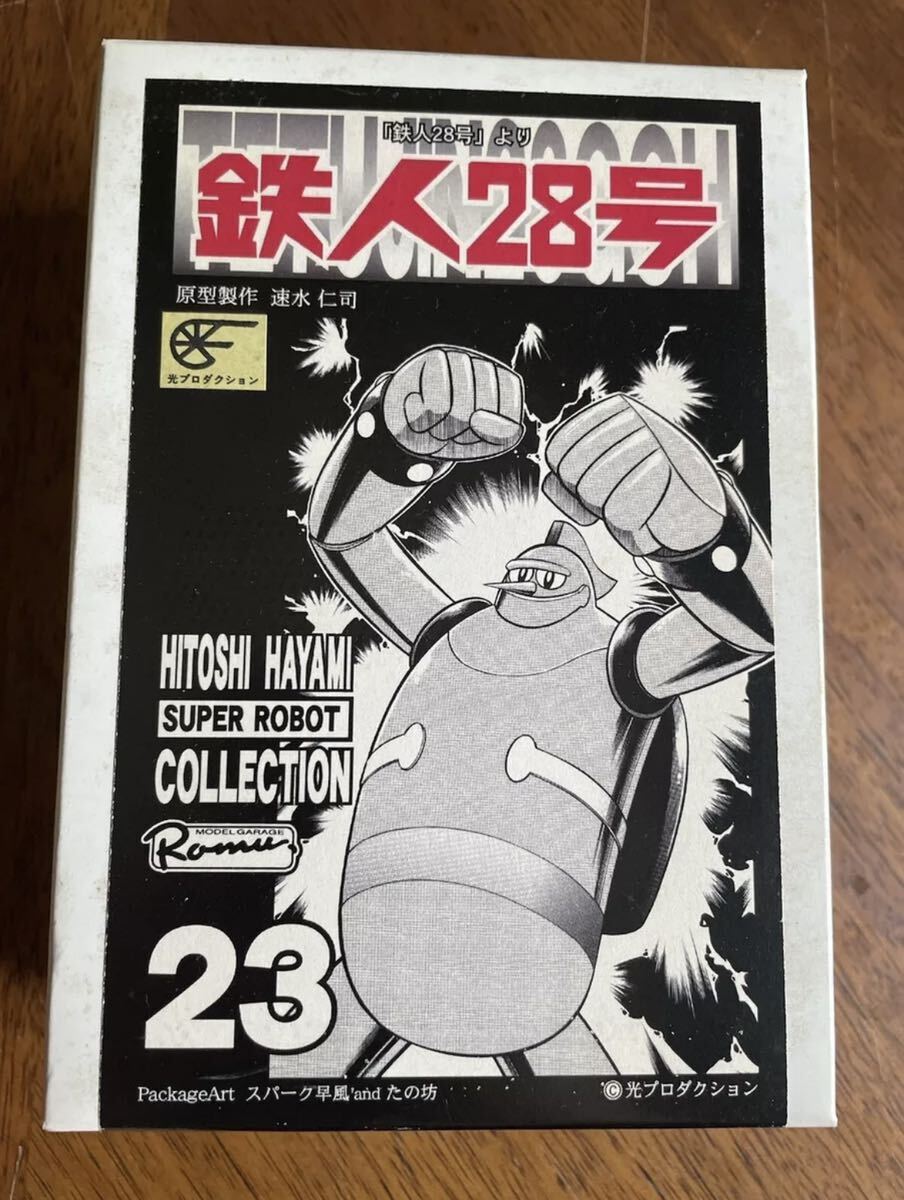 『鉄人28号』より
TETUJIN28GOH
鉄人28号
原型製作 速水 仁司
光プロダクション
HITOSHI HAYAMI
SUPER ROBOT
COLLECTION
MODEL GARAGE
Romu
23
PackageArt スパーク早風'and たの坊
©光プロダクション